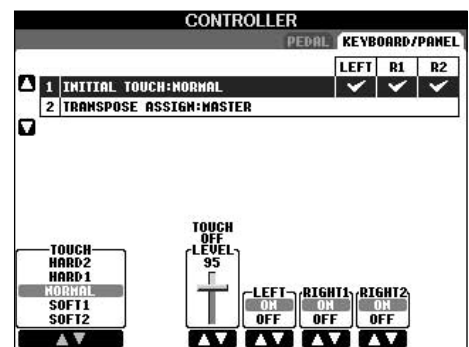 CONTROLLER
PEDAL KEYBOARD/PANEL
LEFT R1 R2
1 INITIAL TOUCH:NORMAL
2 TRANSPOSE ASSIGN:MASTER
TOUCH
HARD2
HARD1
NORMAL
SOFT1
SOFT2
TOUCH
OFF
LEVEL
95
LEFT RIGHT1 RIGHT2
ON ON ON
OFF OFF OFF